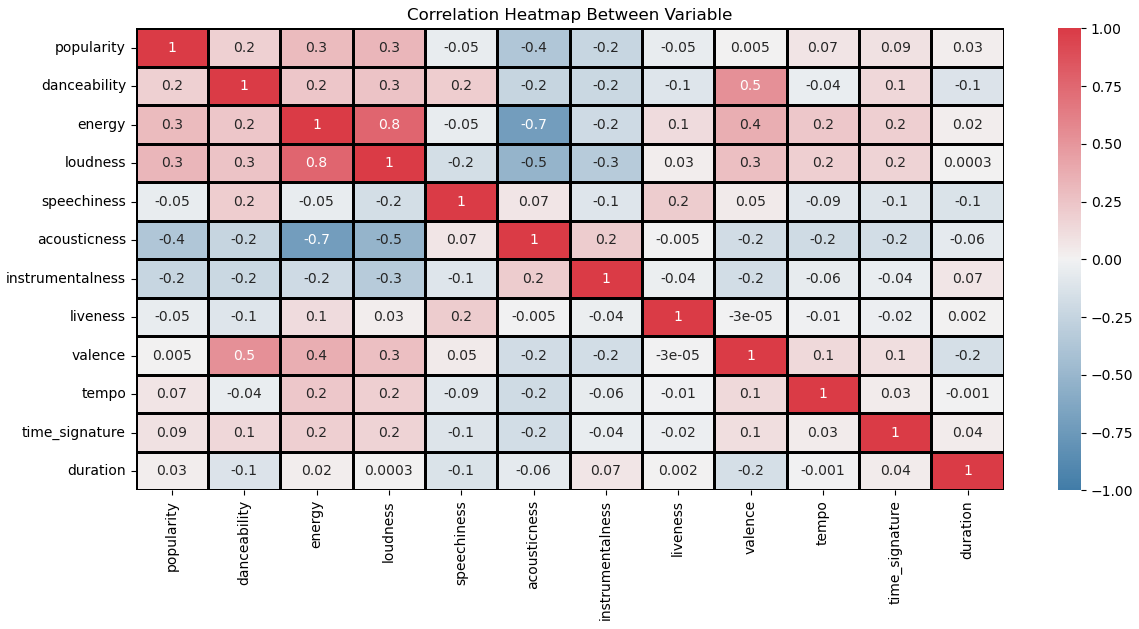 Correlation Heatmap Between Variable
popularity 1 0.2 0.3 0.3 -0.05 -0.4 -0.2 -0.05 0.005 0.07 0.09 0.03
danceability 0.2 1 0.2 0.3 0.2 -0.2 -0.2 -0.1 0.5 -0.04 0.1 -0.1
energy 0.3 0.2 1 0.8 -0.05 -0.7 -0.2 0.1 0.4 0.2 0.2 0.02
loudness 0.3 0.3 0.8 1 -0.2 -0.5 -0.3 0.03 0.3 0.2 0.2 0.0003
speechiness -0.05 0.2 -0.05 -0.2 1 0.07 -0.1 0.2 0.05 -0.09 -0.1 -0.1
acousticness -0.4 -0.2 -0.7 -0.5 0.07 1 0.2 -0.005 -0.2 -0.2 -0.2 -0.06
instrumentalness -0.2 -0.2 -0.2 -0.3 -0.1 0.2 1 -0.04 -0.2 -0.06 -0.04 0.07
liveness -0.05 -0.1 0.1 0.03 0.2 -0.005 -0.04 1 -3e-05 -0.01 -0.02 0.002
valence 0.005 0.5 0.4 0.3 0.05 -0.2 -0.2 -3e-05 1 0.1 0.1 -0.2
tempo 0.07 -0.04 0.2 0.2 -0.09 -0.2 -0.06 -0.01 0.1 1 0.03 -0.001
time_signature 0.09 0.1 0.2 0.2 -0.1 -0.2 -0.04 -0.02 0.1 0.03 1 0.04
duration 0.03 -0.1 0.02 0.0003 -0.1 -0.06 0.07 0.002 -0.2 -0.001 0.04 1
popularity danceability energy loudness speechiness acousticness instrumentalness liveness valence tempo time_signature duration
1.00
0.75
0.50
0.25
0.00
−0.25
−0.50
−0.75
−1.00